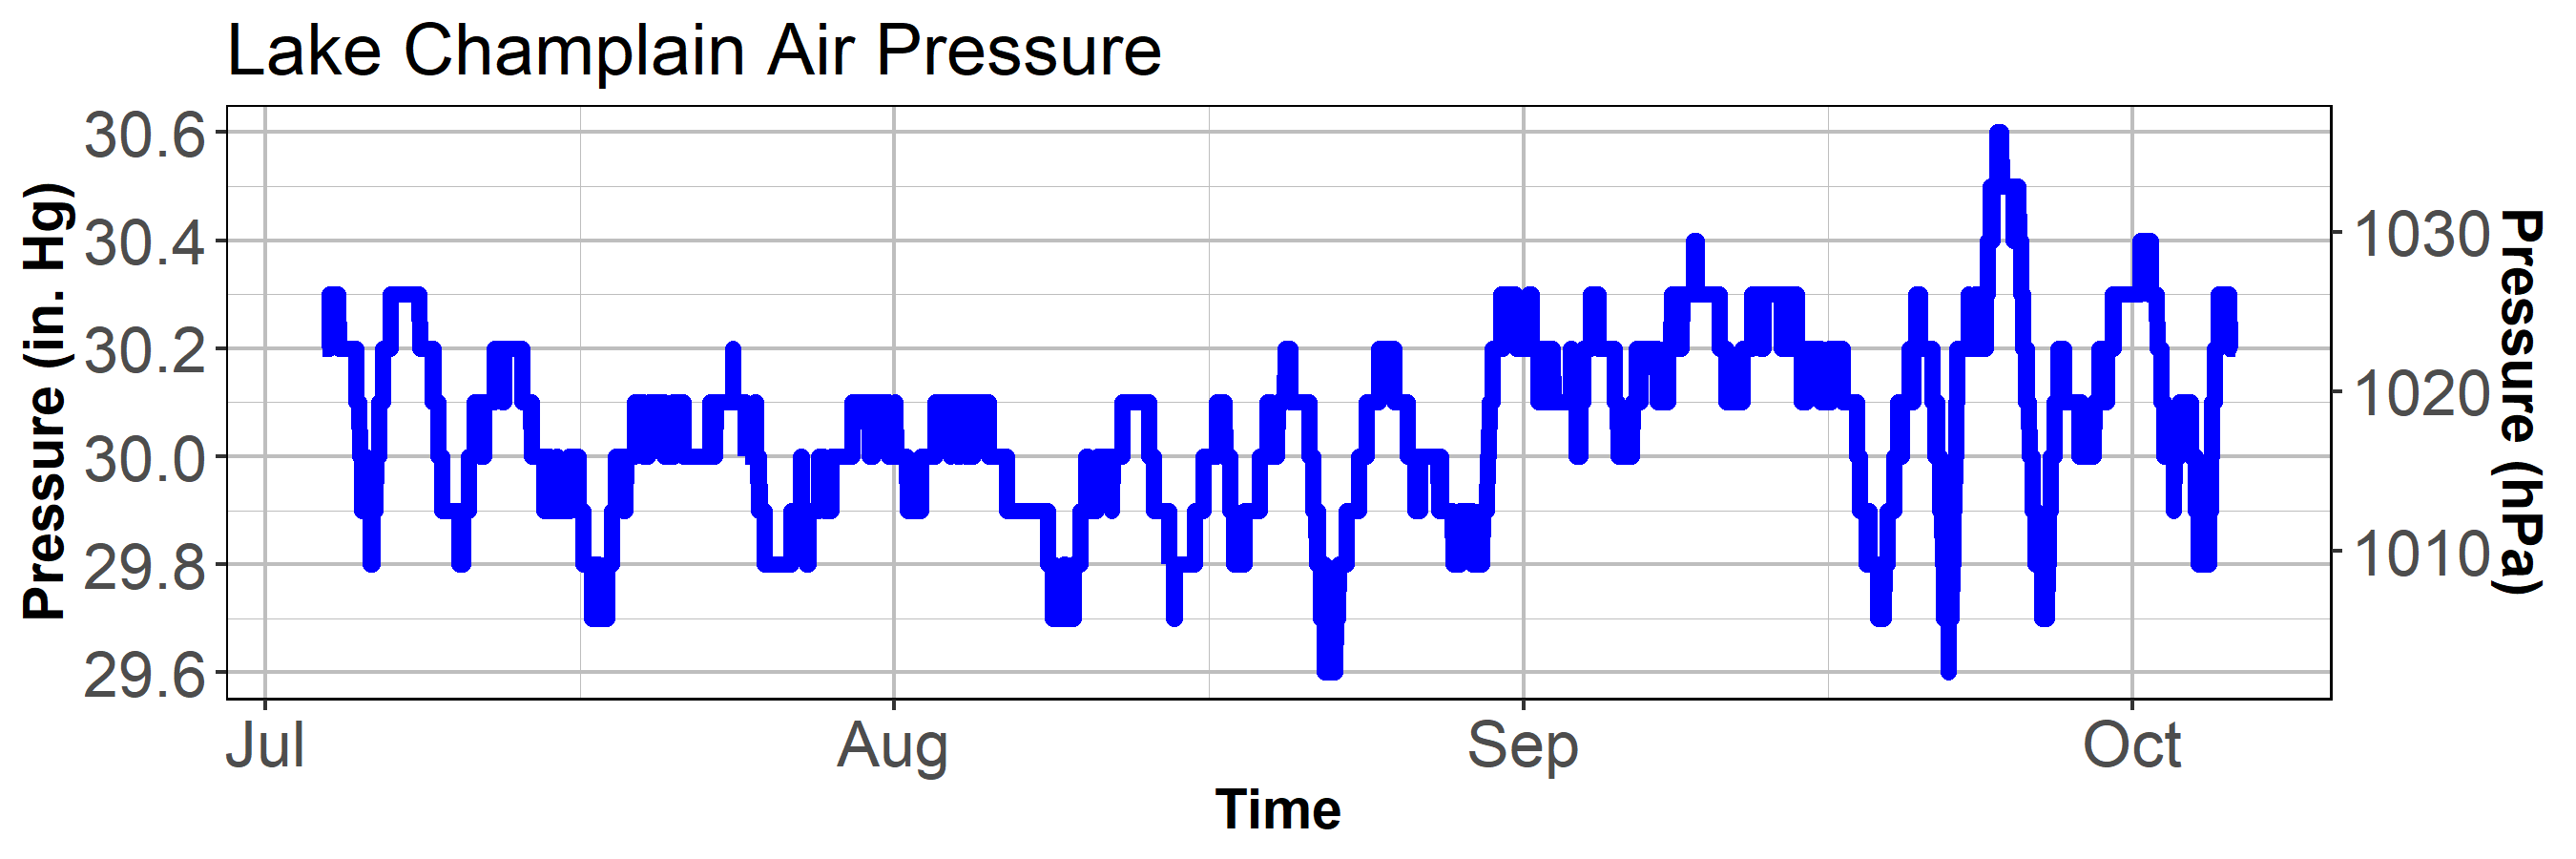 Lake Champlain Air Pressure
30.6
30.4
30.2
30.0
29.8
29.6
Pressure (in. Hg)
1030
1020
1010
Pressure (hPa)
Jul Aug Sep Oct
Time